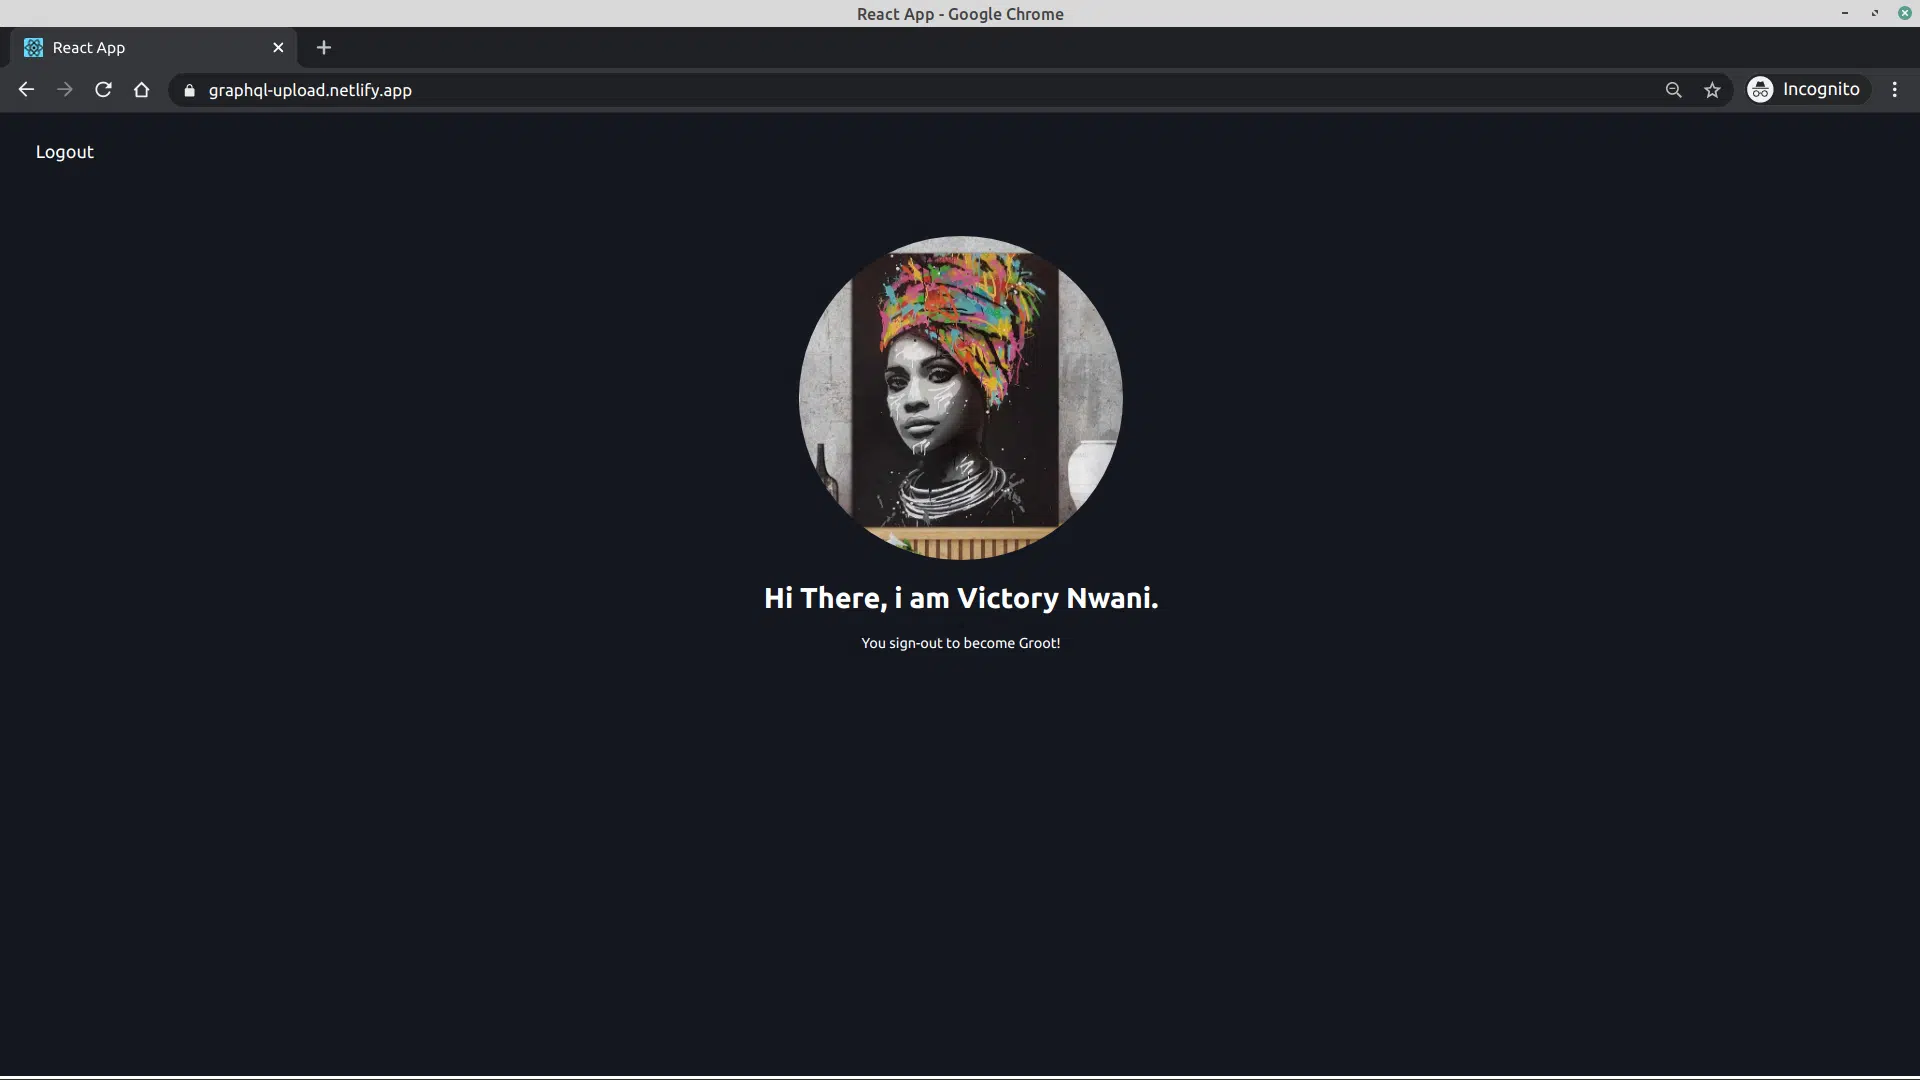 React App - Google Chrome
React App
graphql-upload.netlify.app
Incognito
Logout
Hi There, i am Victory Nwani.
You sign-out to become Groot!